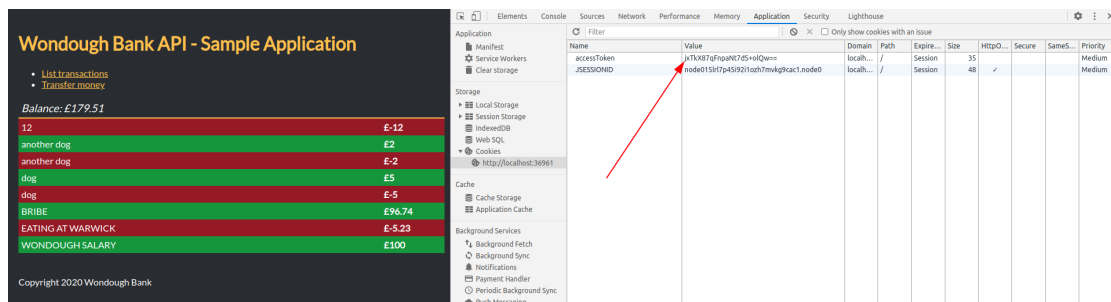 Wondough Bank API - Sample Application
List transactions
Transfer money
Balance: £179.51
12 £-12
another dog £2
another dog £-2
dog £5
dog £-5
BRIBE £96.74
EATING AT WARWICK £-5.23
WONDOUGH SALARY £100
Copyright 2020 Wondough Bank
Elements Console Sources Network Performance Memory Application Security Lighthouse
Application
Manifest
Service Workers
Clear storage
Storage
Local Storage
Session Storage
IndexedDB
Web SQL
Cookies
http://localhost:36961
Cache
Cache Storage
Application Cache
Background Services
Background Fetch
Background Sync
Notifications
Payment Handler
Periodic Background Sync
Filter Only show cookies with an issue
Name Value Domain Path Expire... Size HttpO... Secure SameS... Priority
accessToken jxTkX87qFnpaNt7dS+olQw== localh... / Session 35 Medium
JSESSIONID localh... / Session 48 ✓ Medium